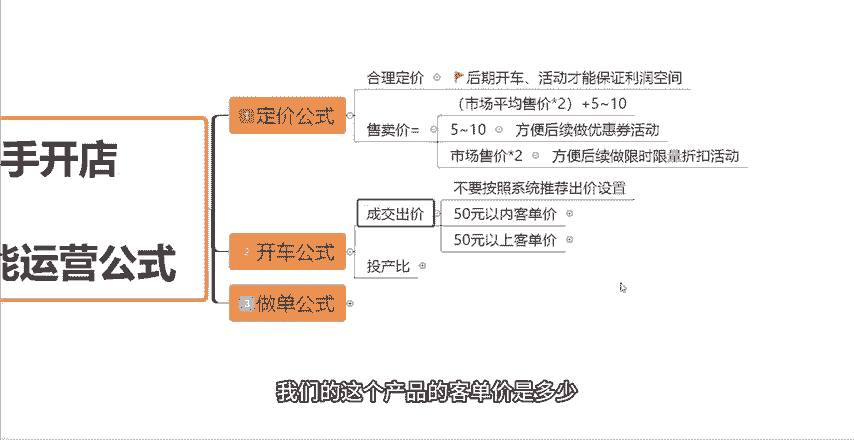 手开店
能运营公式
1 定价公式
合理定价
后期开车、活动才能保证利润空间
售卖价=
（市场平均售价*2）+5~10
5~10 方便后续做优惠券活动
市场售价*2 方便后续做限时限量折扣活动
2 开车公式
成交出价
不要按照系统推荐出价设置
50元以内客单价
50元以上客单价
投产比
3 做单公式
我们的这个产品的客单价是多少